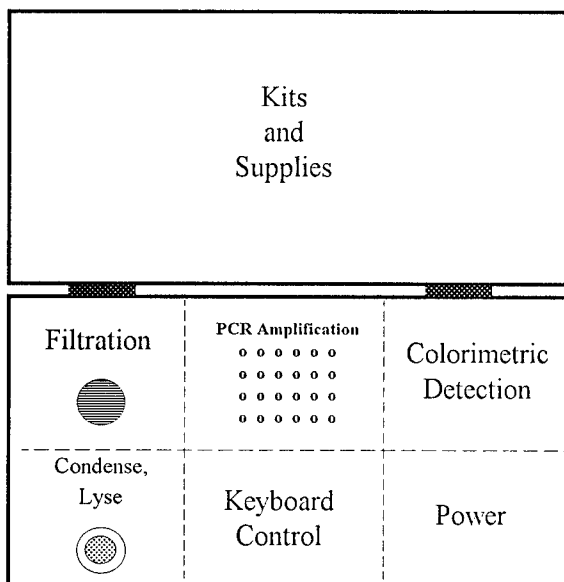 Kits
and
Supplies
Filtration
PCR Amplification
Colorimetric
Detection
Condense,
Lyse
Keyboard
Control
Power